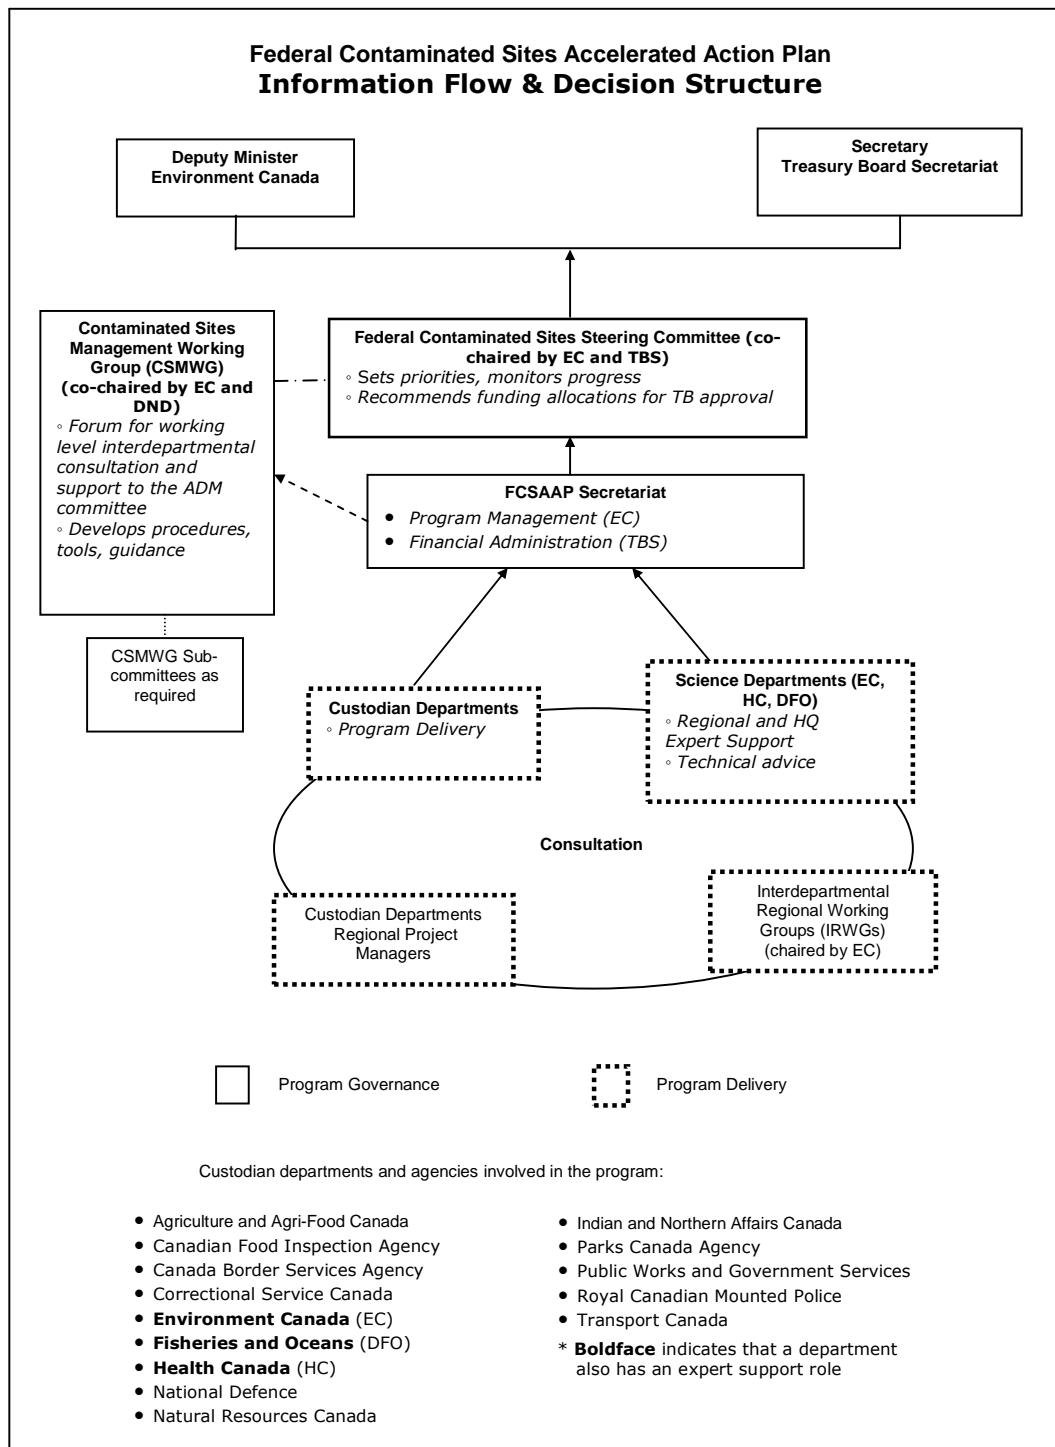 Federal Contaminated Sites Accelerated Action Plan
Information Flow & Decision Structure
Deputy Minister
Environment Canada
Secretary
Treasury Board Secretariat
Contaminated Sites
Management Working
Group (CSMWG)
(co-chaired by EC and
DND)
◦ Forum for working
level interdepartmental
consultation and
support to the ADM
committee
◦ Develops procedures,
tools, guidance
Federal Contaminated Sites Steering Committee (co-
chaired by EC and TBS)
◦ Sets priorities, monitors progress
◦ Recommends funding allocations for TB approval
FCSAAP Secretariat
• Program Management (EC)
• Financial Administration (TBS)
CSMWG Sub-
committees as
required
Custodian Departments
◦ Program Delivery
Science Departments (EC,
HC, DFO)
◦ Regional and HQ
Expert Support
◦ Technical advice
Consultation
Custodian Departments
Regional Project
Managers
Interdepartmental
Regional Working
Groups (IRWGs)
(chaired by EC)
Program Governance
Program Delivery
Custodian departments and agencies involved in the program:
• Agriculture and Agri-Food Canada
• Canadian Food Inspection Agency
• Canada Border Services Agency
• Correctional Service Canada
• Environment Canada (EC)
• Fisheries and Oceans (DFO)
• Health Canada (HC)
• National Defence
• Natural Resources Canada
• Indian and Northern Affairs Canada
• Parks Canada Agency
• Public Works and Government Services
• Royal Canadian Mounted Police
• Transport Canada
* Boldface indicates that a department
also has an expert support role